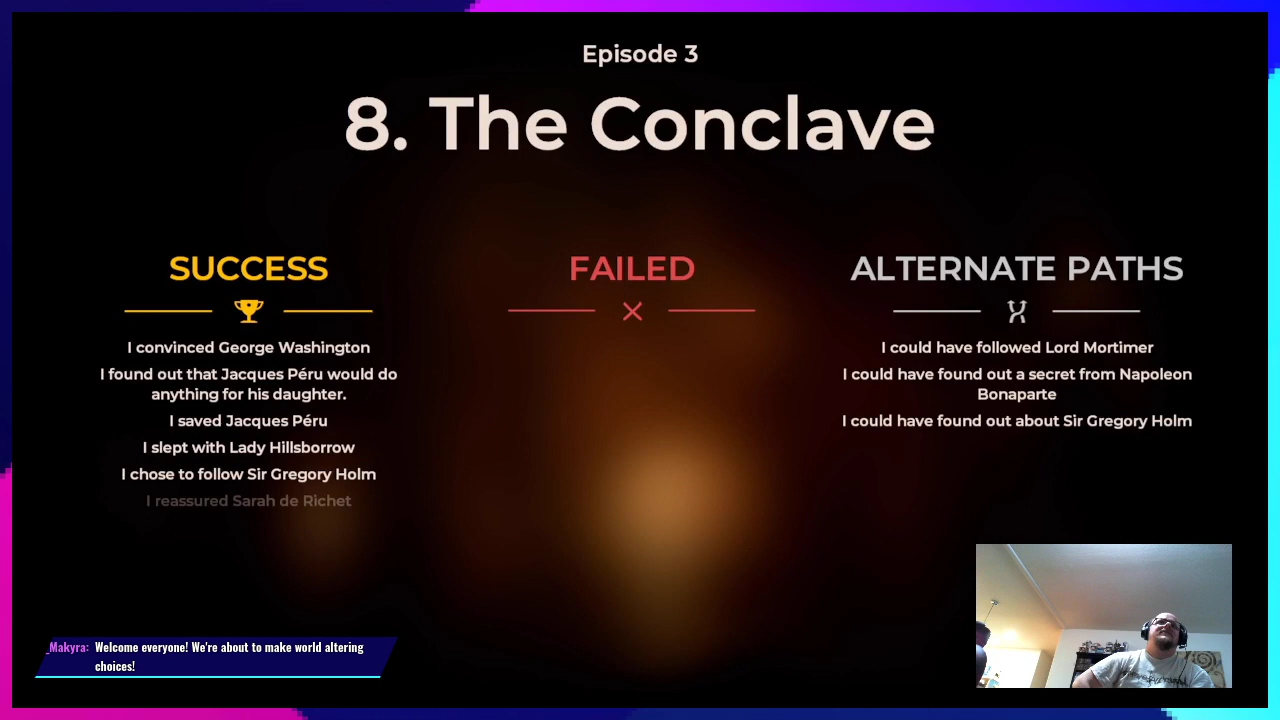 Episode 3
8. The Conclave
SUCCESS
I convinced George Washington
I found out that Jacques Péru would do
anything for his daughter.
I saved Jacques Péru
I slept with Lady Hillsborrow
I chose to follow Sir Gregory Holm
I reassured Sarah de Richet
FAILED
ALTERNATE PATHS
I could have followed Lord Mortimer
I could have found out a secret from Napoleon
Bonaparte
I could have found out about Sir Gregory Holm
_Makyra: Welcome everyone! We're about to make world altering
choices!